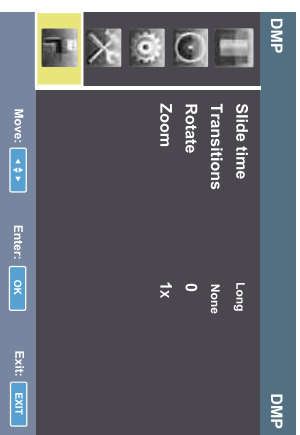 DMP DMP
Slide time Long
Transitions None
Rotate 0
Zoom 1x
Move: Enter: OK Exit: EXIT